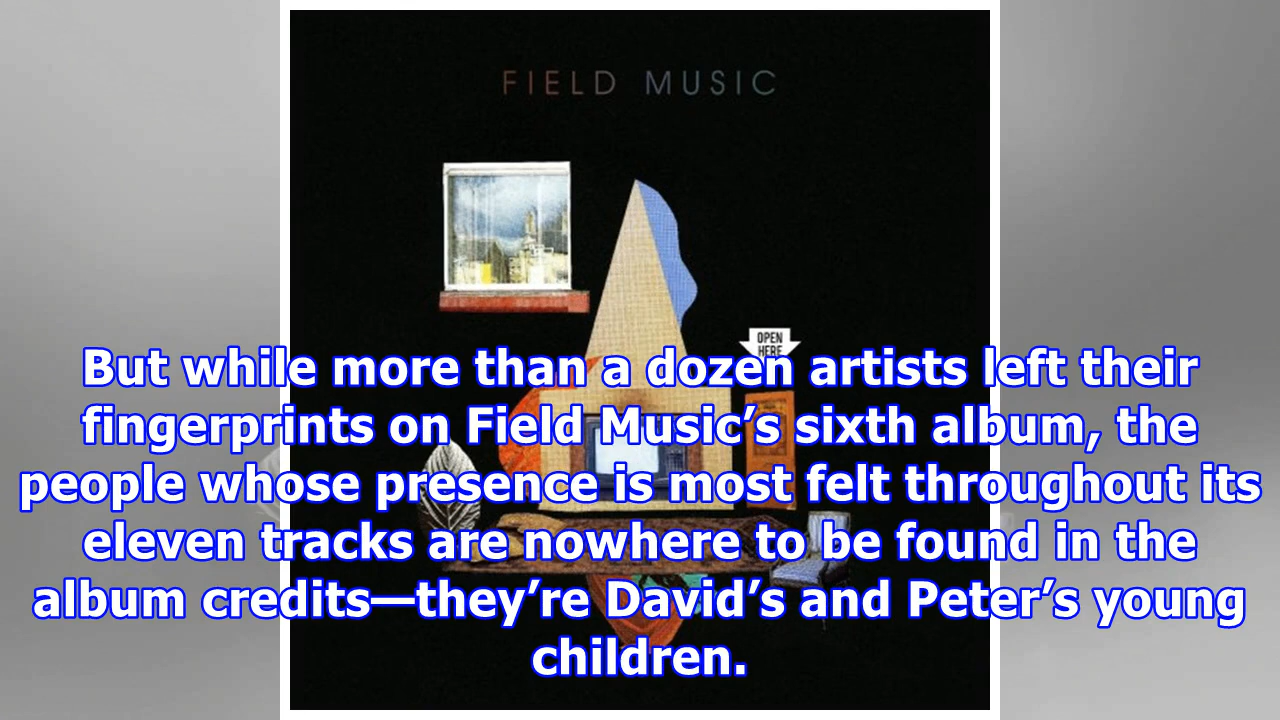 FIELD MUSIC
OPEN
HERE
But while more than a dozen artists left their
fingerprints on Field Music’s sixth album, the
people whose presence is most felt throughout its
eleven tracks are nowhere to be found in the
album credits—they’re David’s and Peter’s young
children.